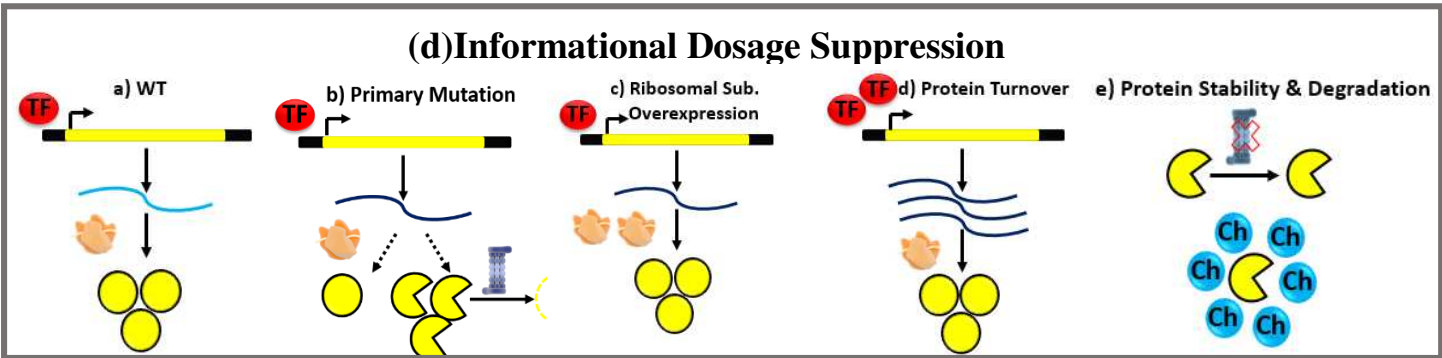 (d)Informational Dosage Suppression
a) WT
b) Primary Mutation
c) Ribosomal Sub.
Overexpression
d) Protein Turnover
e) Protein Stability & Degradation
TF
TF
TF
TF
TF
Ch
Ch
Ch
Ch
Ch
Ch